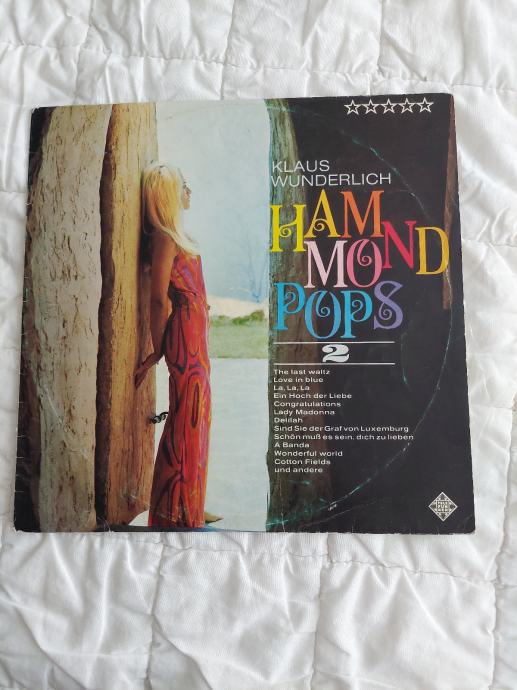 KLAUS
WUNDERLICH
HAM
MOND
POPS
2
The last waltz
Love in blue
La, La, La
Ein Hoch der Liebe
Congratulations
Lady Madonna
Delilah
Sind Sie der Graf von Luxemburg
Schön muß es sein, dich zu lieben
A Banda
Wonderful world
Cotton Fields
und andere